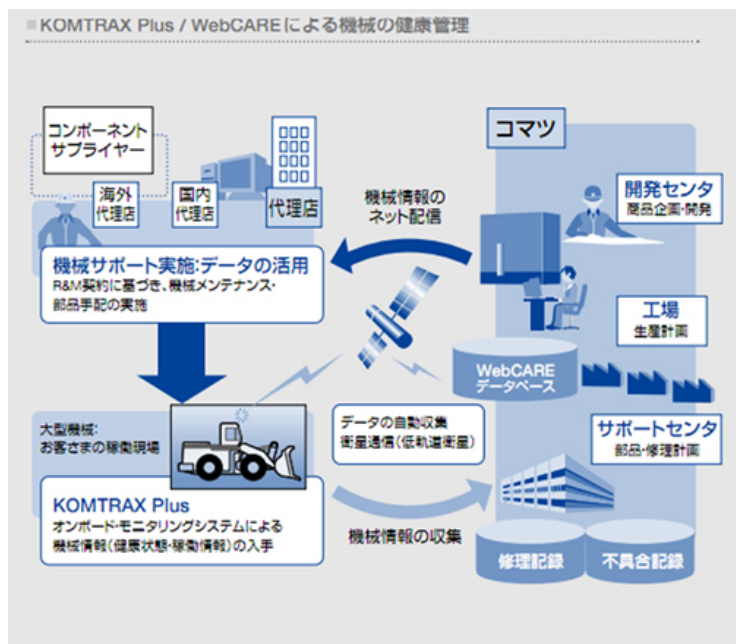 KOMTRAX Plus / WebCAREによる機械の健康管理
コンポーネント
サプライヤー
海外
代理店
国内
代理店
代理店
機械サポート実施:データの活用
R&M契約に基づき、機械メンテナンス・
部品手配の実施
機械情報の
ネット配信
コマツ
開発センタ
商品企画・開発
工場
生産計画
WebCARE
データベース
サポートセンタ
部品・修理計画
データの自動収集
衛星通信(低軌道衛星)
大型機械:
お客さまの稼働現場
KOMTRAX Plus
オンボード・モニタリングシステムによる
機械情報(健康状態・稼働情報)の入手
機械情報の収集
修理記録
不具合記録